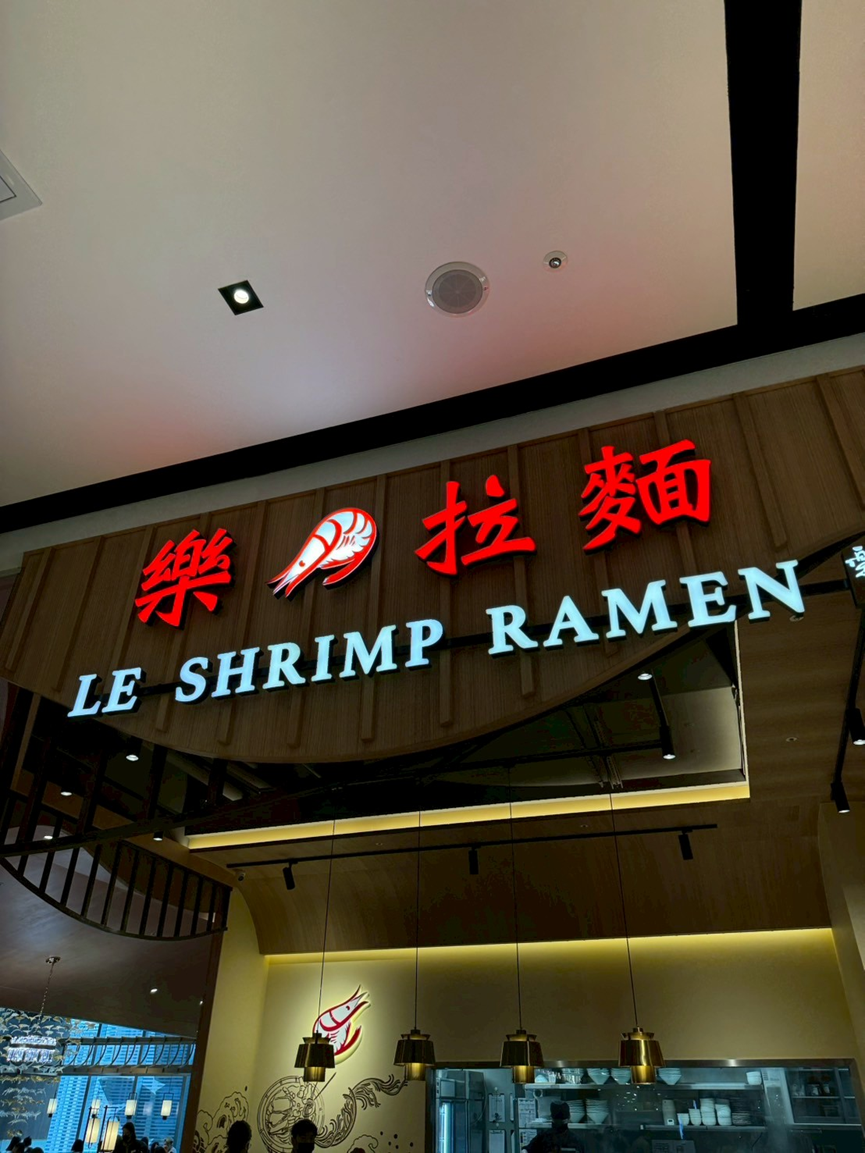 樂 拉麵
LE SHRIMP RAMEN